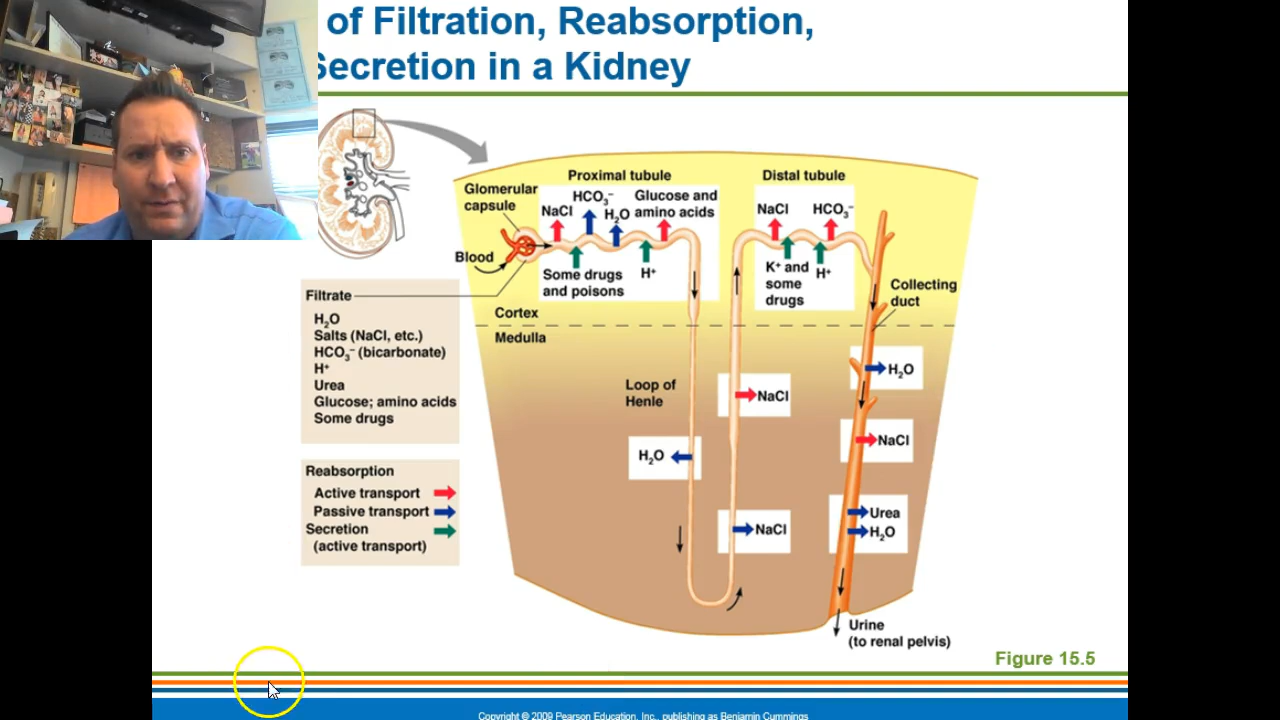 of Filtration, Reabsorption,
Secretion in a Kidney
Proximal tubule
Distal tubule
Glomerular
capsule
NaCl
HCO₃⁻
H₂O
Glucose and
amino acids
NaCl
HCO₃⁻
Blood
Some drugs
and poisons
H⁺
K⁺ and
some
drugs
H⁺
Collecting
duct
Cortex
Medulla
Filtrate
H₂O
Salts (NaCl, etc.)
HCO₃⁻ (bicarbonate)
H⁺
Urea
Glucose; amino acids
Some drugs
Loop of
Henle
H₂O
NaCl
NaCl
H₂O
NaCl
Urea
H₂O
Reabsorption
Active transport
Passive transport
Secretion
(active transport)
Urine
(to renal pelvis)
Figure 15.5
Copyright © 2009 Pearson Education, Inc., publishing as Benjamin Cummings